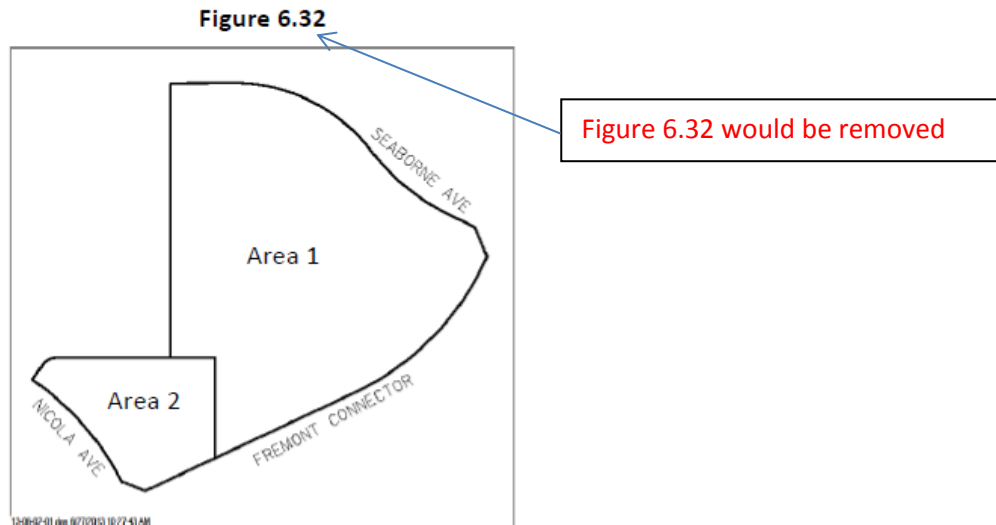 Figure 6.32
Figure 6.32 would be removed
SEABORNE AVE
Area 1
Area 2
NICOLA AVE
FREMONT CONNECTOR